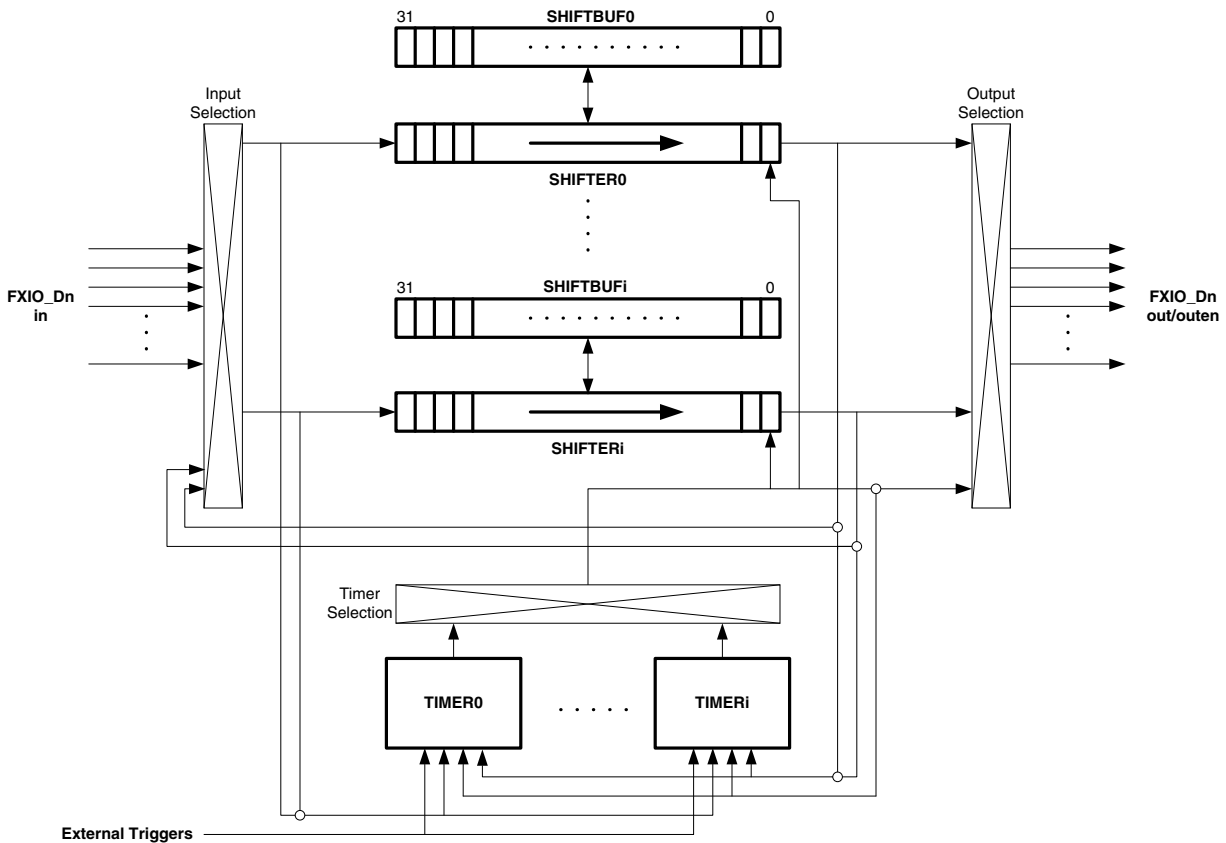 31 SHIFTBUF0 0
Input
Selection
Output
Selection
SHIFTER0
FXIO_Dn
in
31 SHIFTBUFi 0
FXIO_Dn
out/outen
SHIFTERi
Timer
Selection
TIMER0
TIMERi
External Triggers